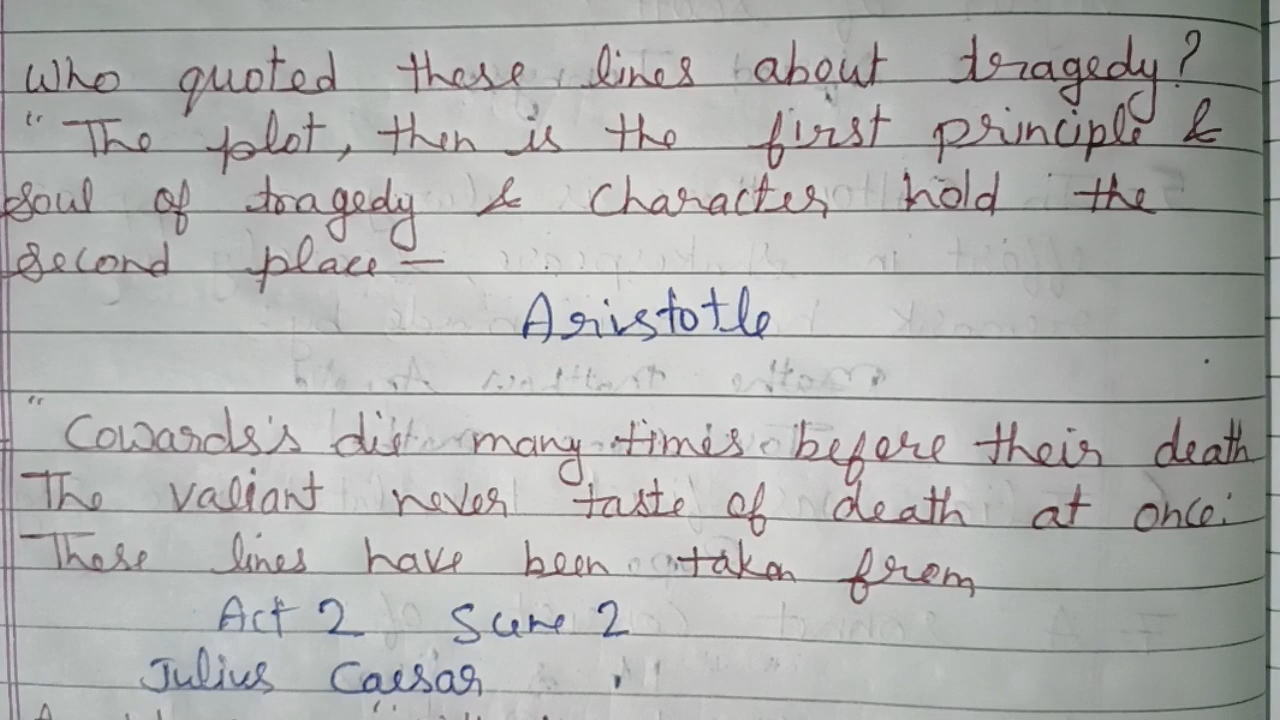 Who quoted these lines about tragedy?
“ The plot, then is the first principle &
soul of tragedy & character hold the
second place —
Aristotle
“ Cowards's die many times before their death
The valiant never taste of death at once.
These lines have been taken from
Act 2 Scene 2
Julius Caesar